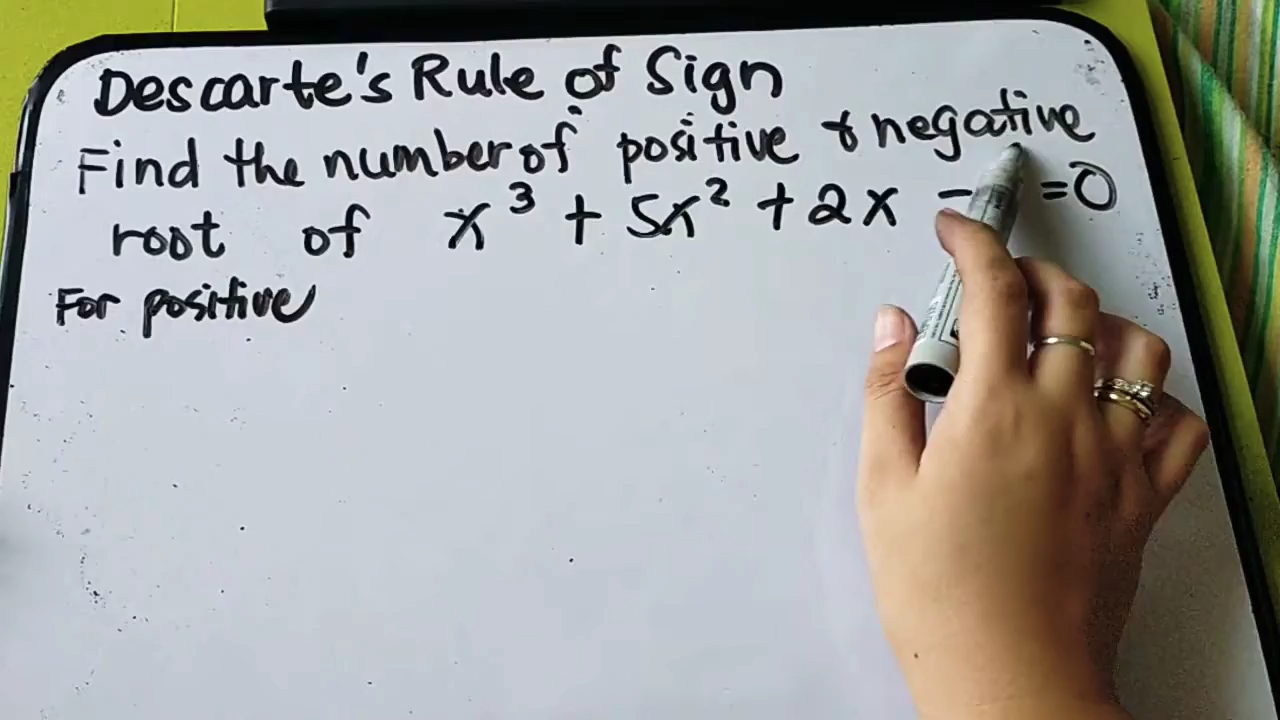 Descarte's Rule of Sign
Find the number of positive & negative
root of x³ + 5x² + 2x - =0
For positive